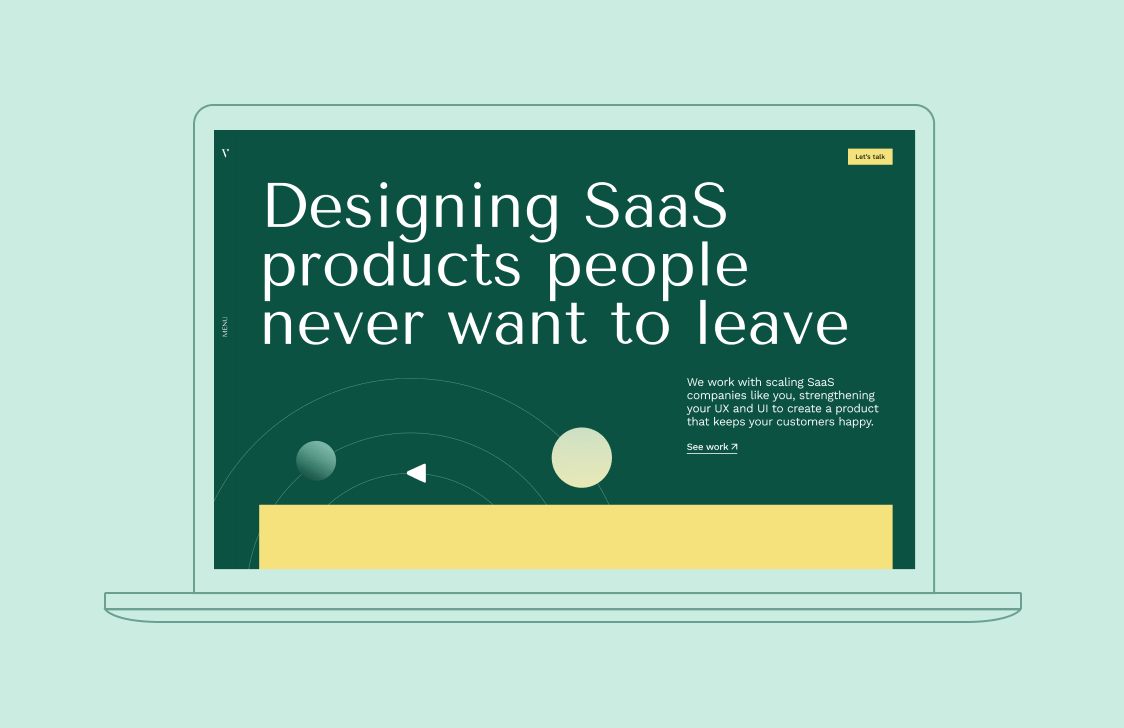 V
Let's talk
Designing SaaS
products people
never want to leave
MENU
We work with scaling SaaS
companies like you, strengthening
your UX and UI to create a product
that keeps your customers happy.
See work